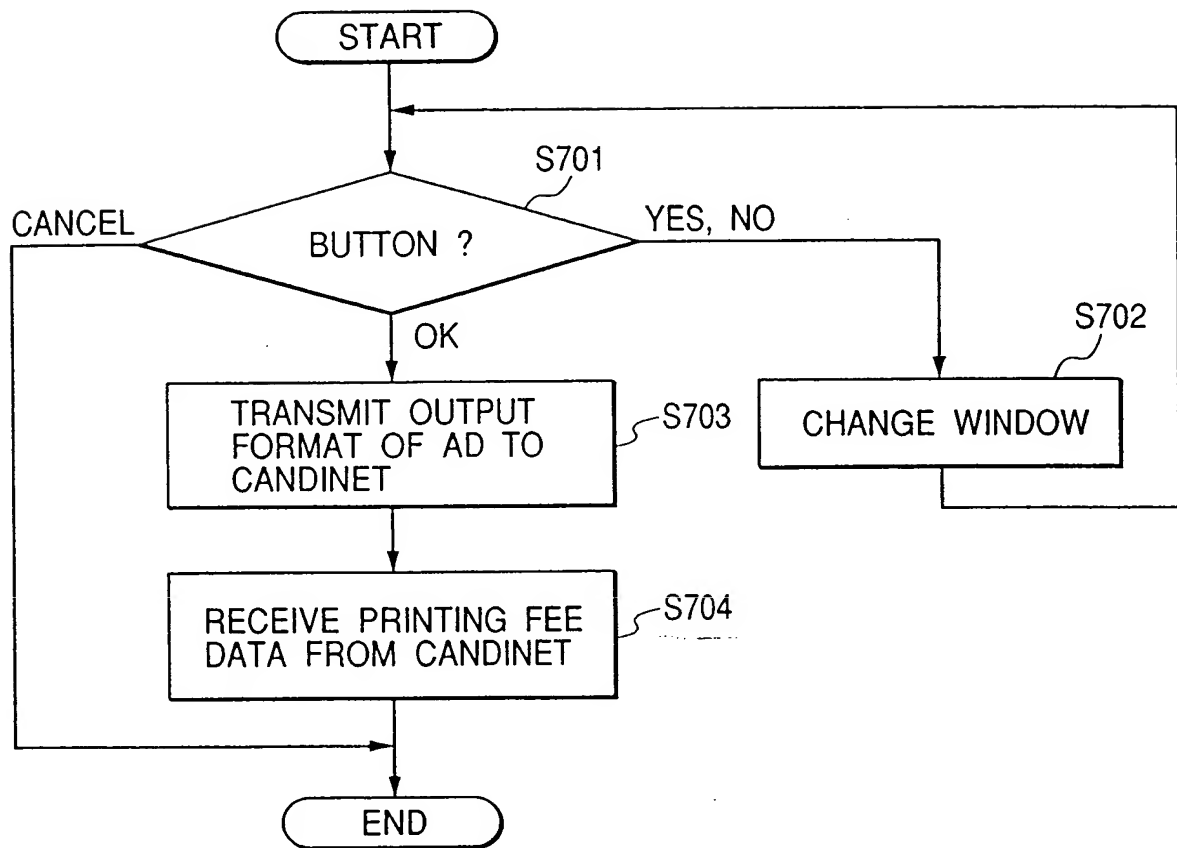 START
S701
CANCEL
BUTTON ?
YES, NO
OK
S702
TRANSMIT OUTPUT
FORMAT OF AD TO
CANDINET
S703
CHANGE WINDOW
RECEIVE PRINTING FEE
DATA FROM CANDINET
S704
END